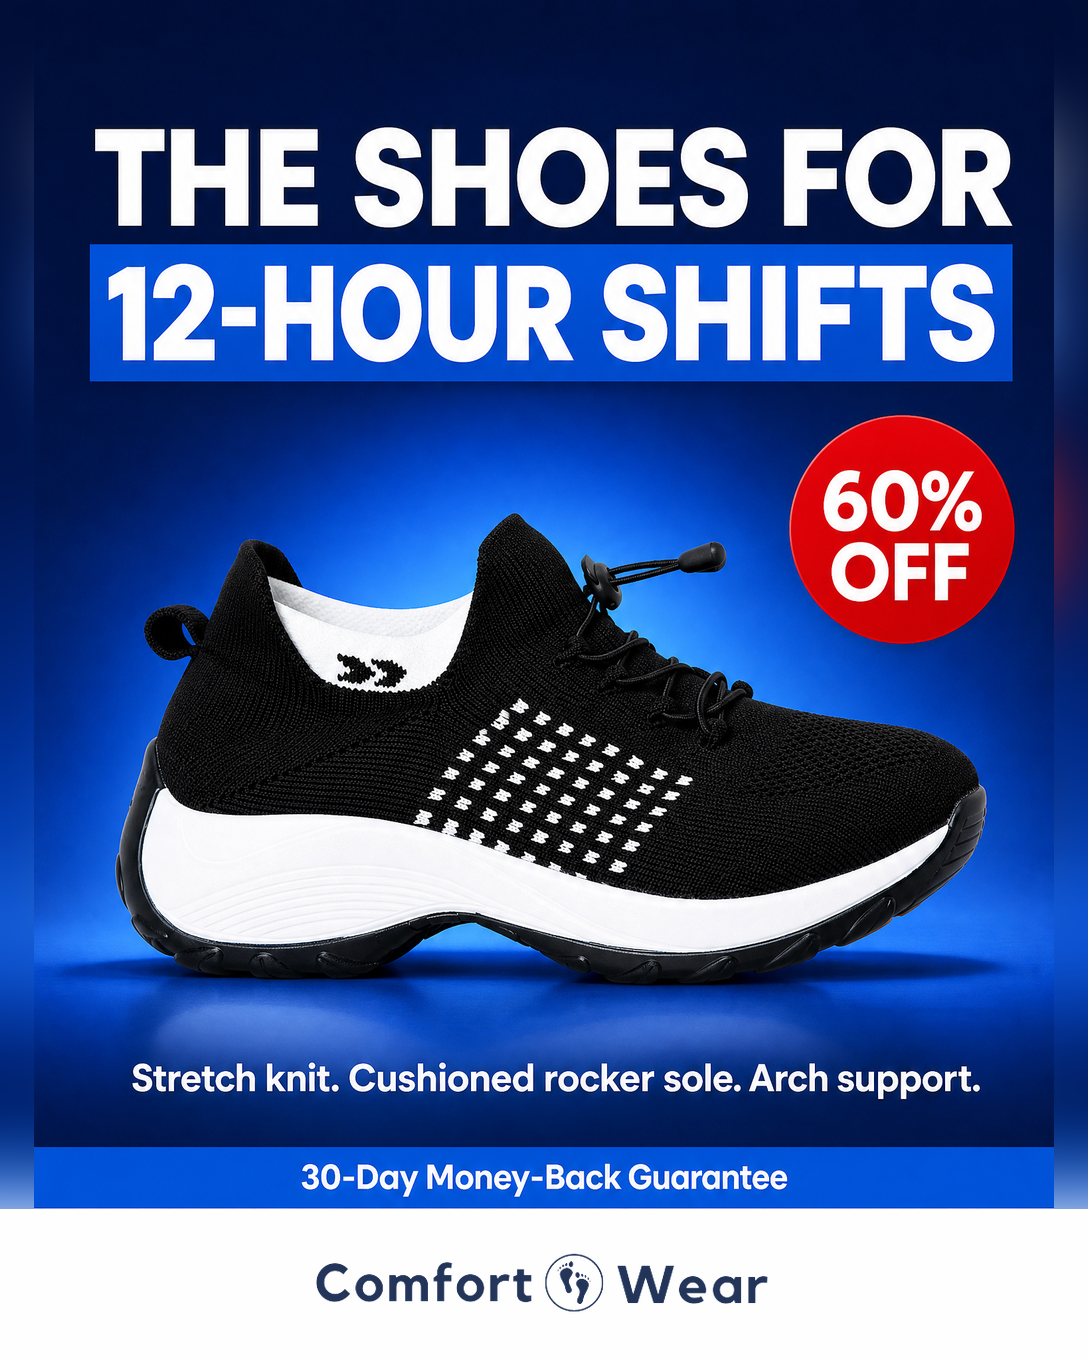 THE SHOES FOR
12-HOUR SHIFTS
60%
OFF
Stretch knit. Cushioned rocker sole. Arch support.
30-Day Money-Back Guarantee
Comfort Wear